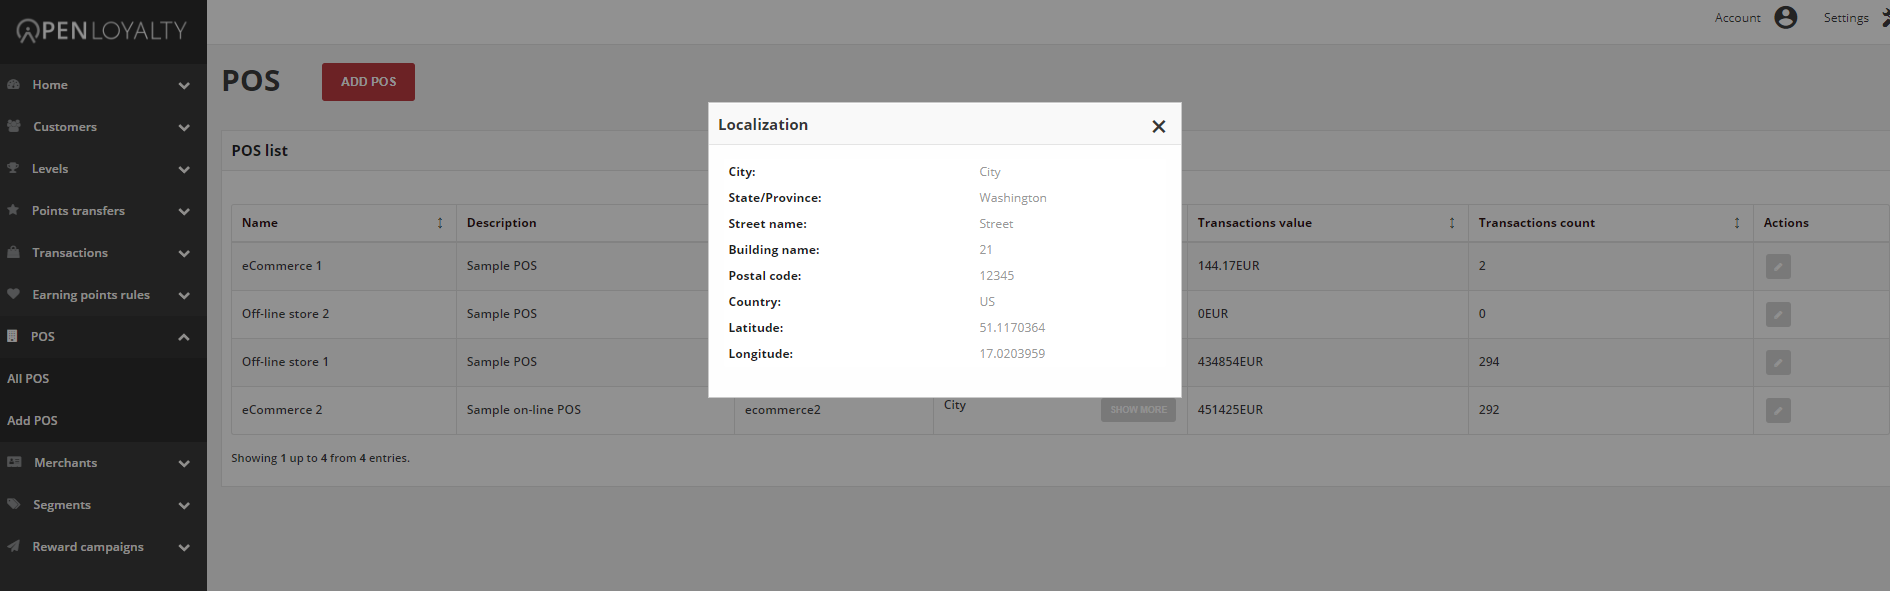 OPENLOYALTY
Account
Settings
Home
Customers
Levels
Points transfers
Transactions
Earning points rules
POS
All POS
Add POS
Merchants
Segments
Reward campaigns
POS
ADD POS
POS list
Name
Description
Transactions value
Transactions count
Actions
eCommerce 1
Sample POS
144.17EUR
2
Off-line store 2
Sample POS
0EUR
0
Off-line store 1
Sample POS
434854EUR
294
eCommerce 2
Sample on-line POS
ecommerce2
City
SHOW MORE
451425EUR
292
Showing 1 up to 4 from 4 entries.
Localization
City: City
State/Province: Washington
Street name: Street
Building name: 21
Postal code: 12345
Country: US
Latitude: 51.1170364
Longitude: 17.0203959